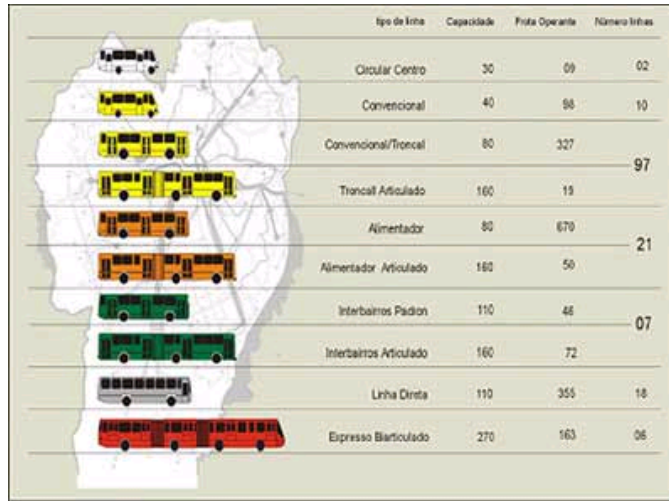 tipo de linha Capacidade Frota Operante Número linhas
Circular Centro 30 09 02
Convencional 40 98 10
Convencional/Troncal 80 327
97
Troncall Articulado 160 19
Alimentador 80 670
21
Alimentador Articulado 160 50
Interbairros Padron 110 46
07
Interbairros Articulado 160 72
Linha Direta 110 355 18
Expresso Biarticulado 270 163 06